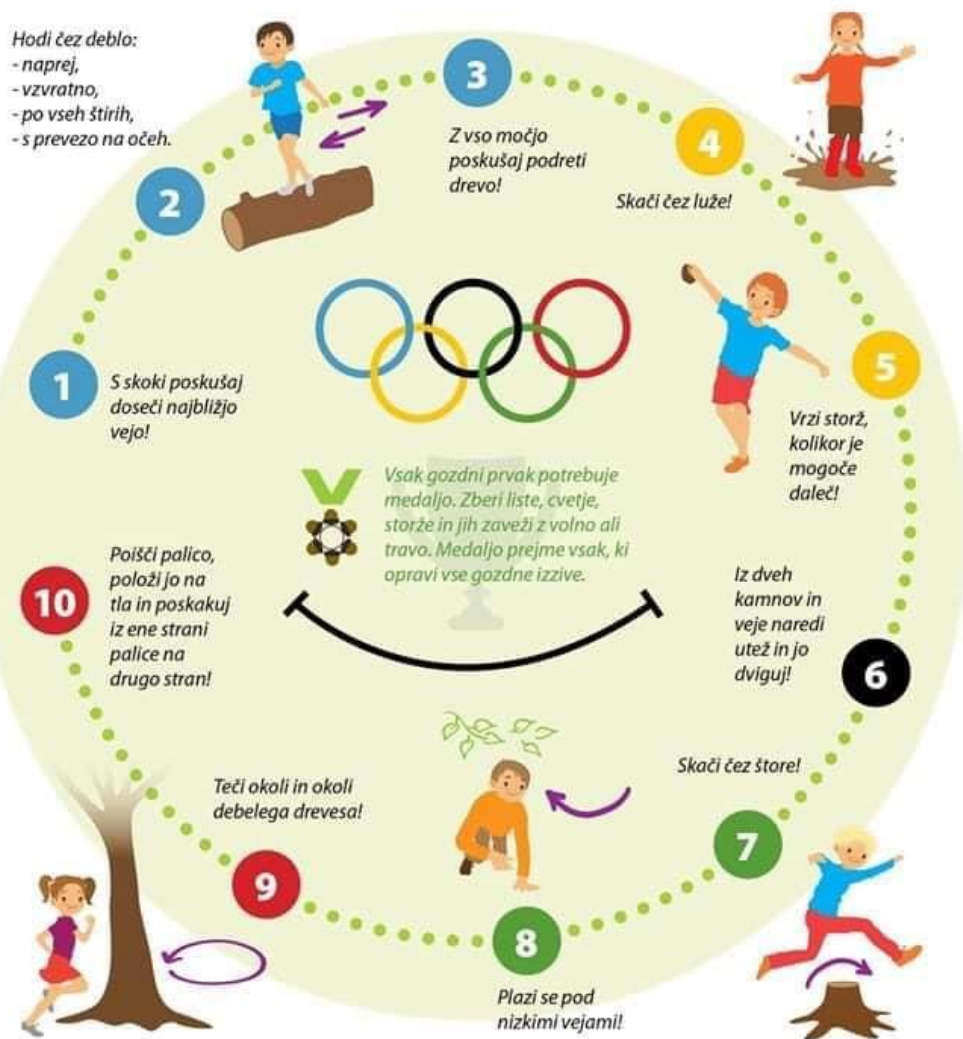 1
S skoki poskušaj
doseči najbližjo
vejo!
2
Hodi čez deblo:
- naprej,
- vzvratno,
- po vseh štirih,
- s prevezo na očeh.
3
Z vso močjo
poskušaj podreti
drevo!
4
Skači čez luže!
5
Vrzi storž,
kolikor je
mogoče
daleč!
6
Iz dveh
kamnov in
veje naredi
utež in jo
dviguj!
7
Skači čez štore!
8
Plazi se pod
nizkimi vejami!
9
Teči okoli in okoli
debelega drevesa!
10
Poišči palico,
položi jo na
tla in poskakuj
iz ene strani
palice na
drugo stran!
Vsak gozdni prvak potrebuje
medaljo. Zberi liste, cvetje,
storže in jih zaveži z volno ali
travo. Medaljo prejme vsak, ki
opravi vse gozdne izzive.